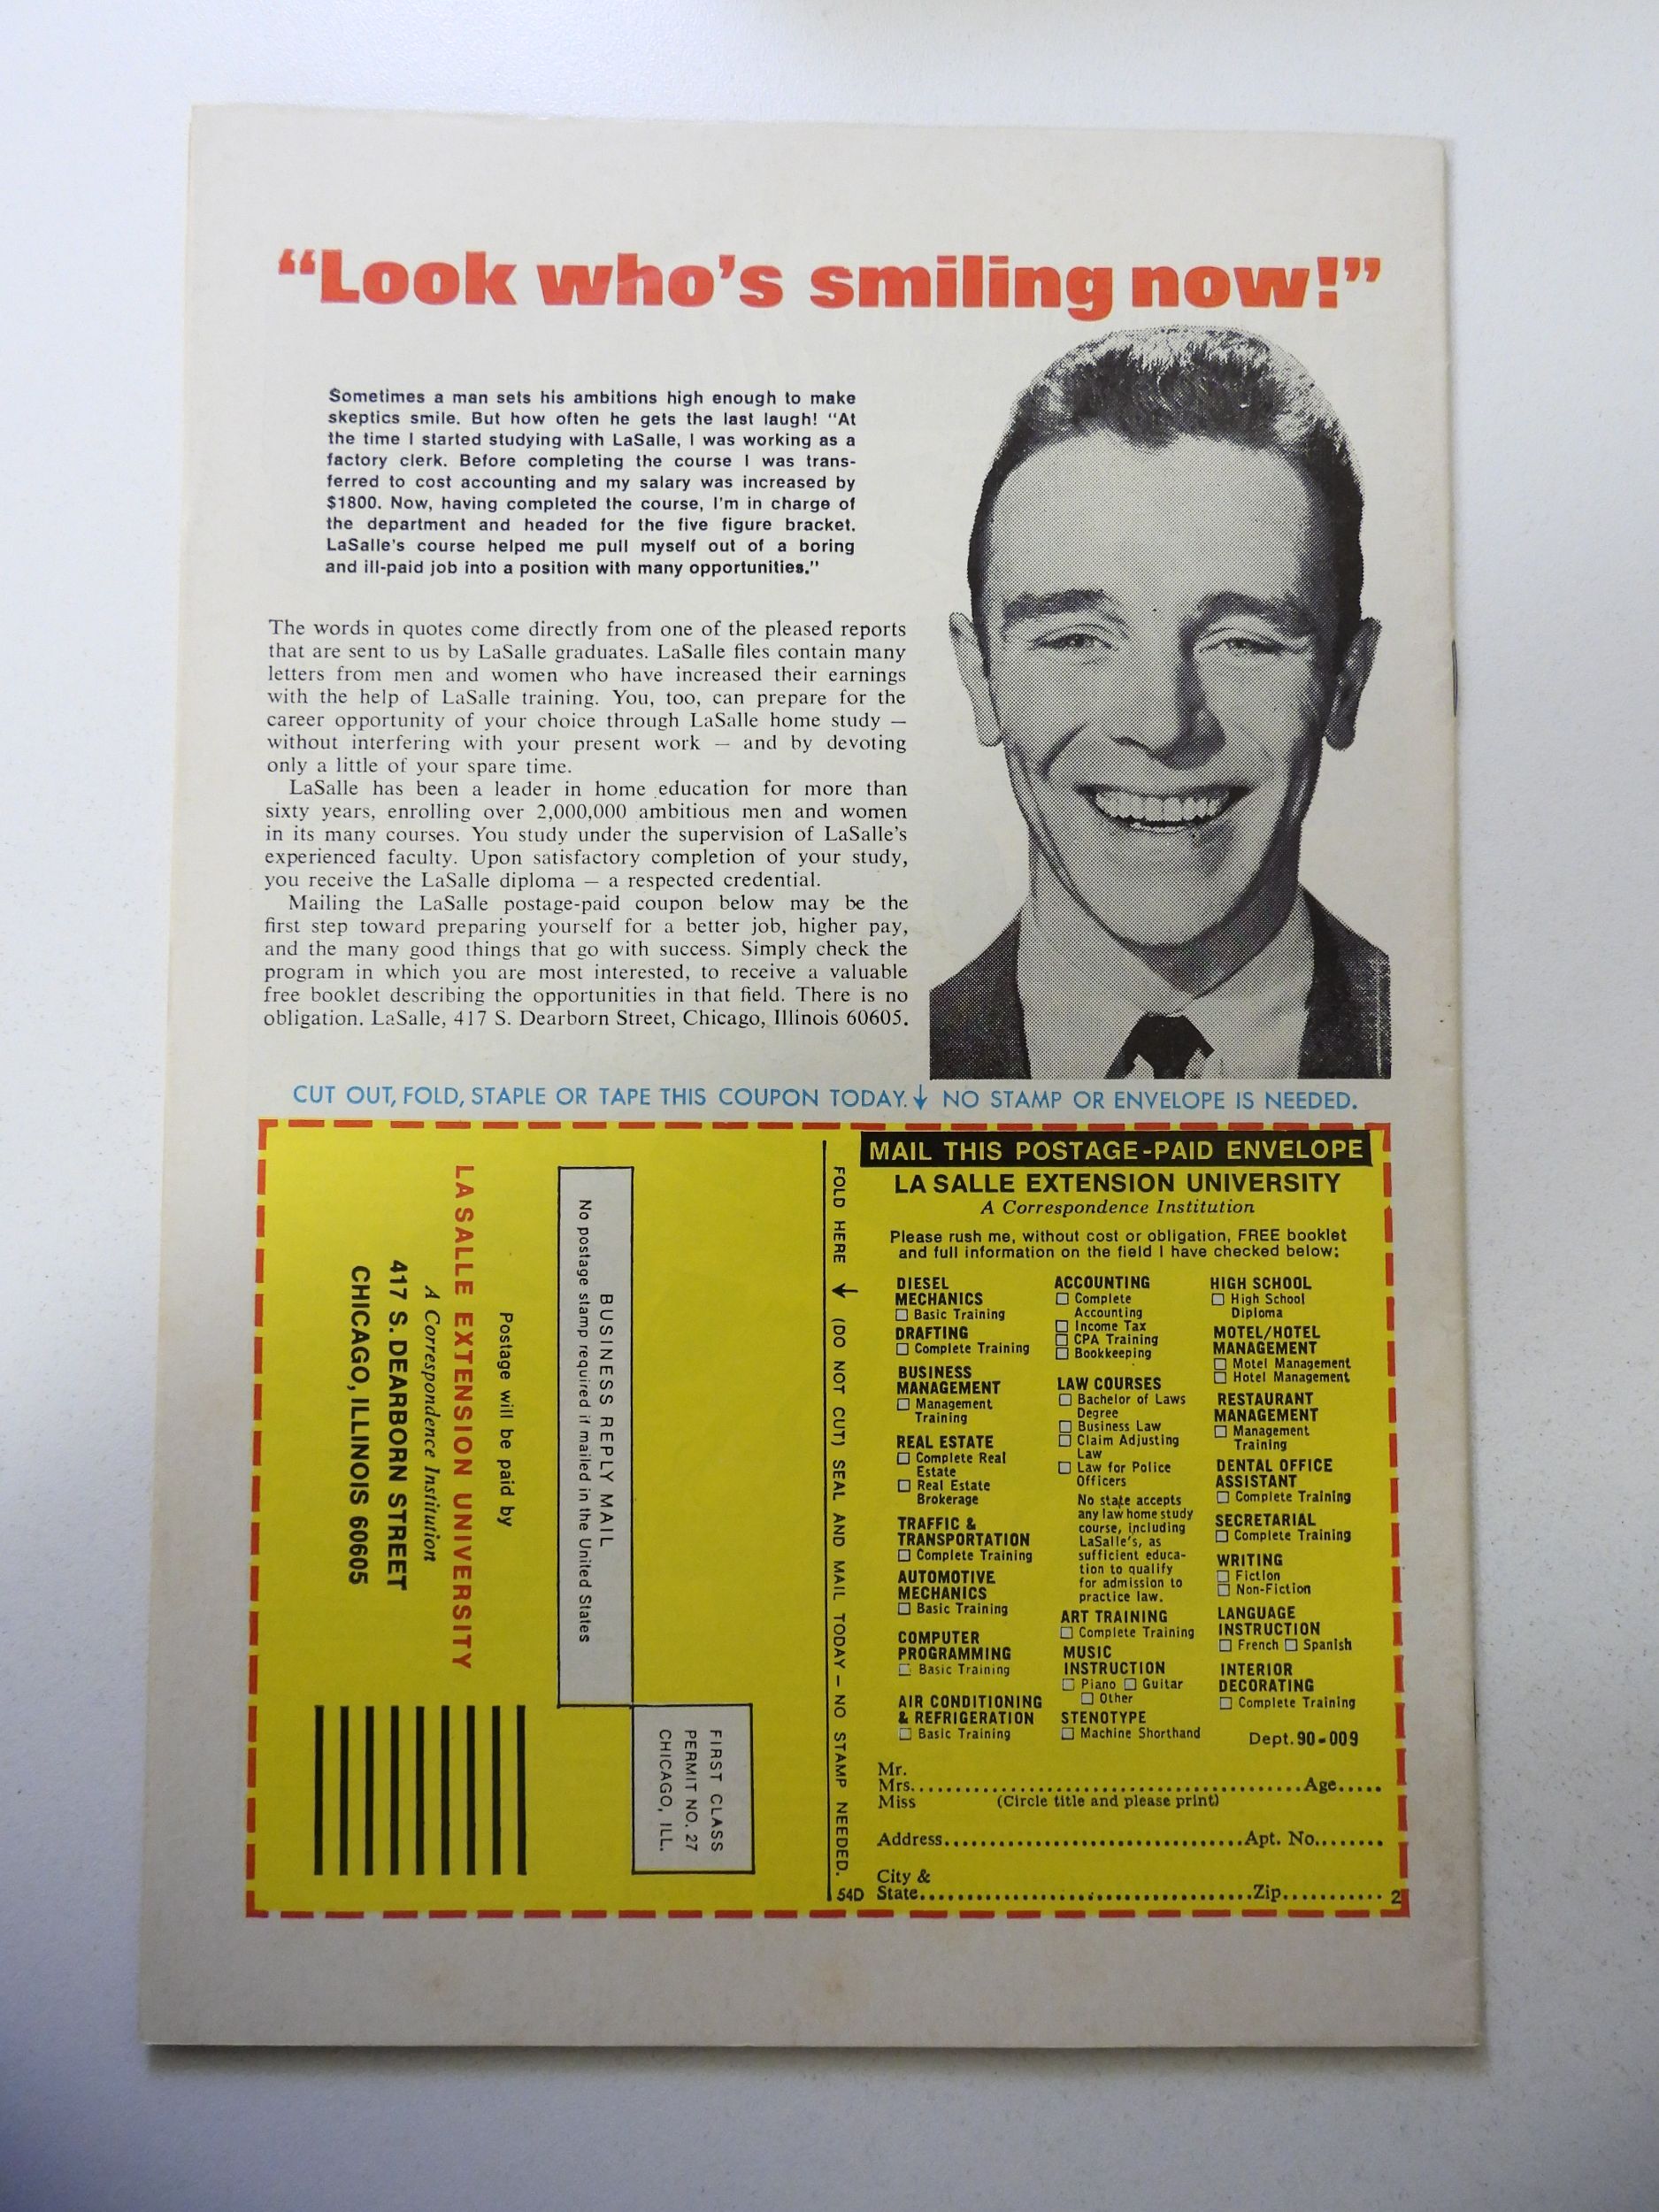 “Look who’s smiling now!”
Sometimes a man sets his ambitions high enough to make
skeptics smile. But how often he gets the last laugh! “At
the time I started studying with LaSalle, I was working as a
factory clerk. Before completing the course I was trans-
ferred to cost accounting and my salary was increased by
$1800. Now, having completed the course, I'm in charge of
the department and headed for the five figure bracket.
LaSalle's course helped me pull myself out of a boring
and ill-paid job into a position with many opportunities.”
The words in quotes come directly from one of the pleased reports
that are sent to us by LaSalle graduates. LaSalle files contain many
letters from men and women who have increased their earnings
with the help of LaSalle training. You, too, can prepare for the
career opportunity of your choice through LaSalle home study —
without interfering with your present work — and by devoting
only a little of your spare time.
LaSalle has been a leader in home education for more than
sixty years, enrolling over 2,000,000 ambitious men and women
in its many courses. You study under the supervision of LaSalle's
experienced faculty. Upon satisfactory completion of your study,
you receive the LaSalle diploma — a respected credential.
Mailing the LaSalle postage-paid coupon below may be the
first step toward preparing yourself for a better job, higher pay,
and the many good things that go with success. Simply check the
program in which you are most interested, to receive a valuable
free booklet describing the opportunities in that field. There is no
obligation. LaSalle, 417 S. Dearborn Street, Chicago, Illinois 60605.
CUT OUT, FOLD, STAPLE OR TAPE THIS COUPON TODAY. ↓ NO STAMP OR ENVELOPE IS NEEDED.
FIRST CLASS
PERMIT NO. 27
CHICAGO, ILL.
BUSINESS REPLY MAIL
No postage stamp required if mailed in the United States
Postage will be paid by
LA SALLE EXTENSION UNIVERSITY
A Correspondence Institution
417 S. DEARBORN STREET
CHICAGO, ILLINOIS 60605
FOLD HERE ↓ (DO NOT CUT) SEAL AND MAIL TODAY — NO STAMP NEEDED.
54D
MAIL THIS POSTAGE-PAID ENVELOPE
LA SALLE EXTENSION UNIVERSITY
A Correspondence Institution
Please rush me, without cost or obligation, FREE booklet
and full information on the field I have checked below:
DIESEL
MECHANICS
☐ Basic Training
DRAFTING
☐ Complete Training
BUSINESS
MANAGEMENT
☐ Management
Training
REAL ESTATE
☐ Complete Real
Estate
☐ Real Estate
Brokerage
TRAFFIC &
TRANSPORTATION
☐ Complete Training
AUTOMOTIVE
MECHANICS
☐ Basic Training
COMPUTER
PROGRAMMING
☐ Basic Training
AIR CONDITIONING
& REFRIGERATION
☐ Basic Training
ACCOUNTING
☐ Complete
Accounting
☐ Income Tax
☐ CPA Training
☐ Bookkeeping
LAW COURSES
☐ Bachelor of Laws
Degree
☐ Business Law
☐ Claim Adjusting
Law
☐ Law for Police
Officers
No state accepts
any law home study
course, including
LaSalle's, as
sufficient educa-
tion to qualify
for admission to
practice law.
ART TRAINING
☐ Complete Training
MUSIC
INSTRUCTION
☐ Piano ☐ Guitar
☐ Other
STENOTYPE
☐ Machine Shorthand
HIGH SCHOOL
☐ High School
Diploma
MOTEL/HOTEL
MANAGEMENT
☐ Motel Management
☐ Hotel Management
RESTAURANT
MANAGEMENT
☐ Management
Training
DENTAL OFFICE
ASSISTANT
☐ Complete Training
SECRETARIAL
☐ Complete Training
WRITING
☐ Fiction
☐ Non-Fiction
LANGUAGE
INSTRUCTION
☐ French ☐ Spanish
INTERIOR
DECORATING
☐ Complete Training
Dept. 90-009
Mr.
Mrs. ........ Age.....
Miss (Circle title and please print)
Address ........ Apt. No........
City &
State ........ Zip........ 2